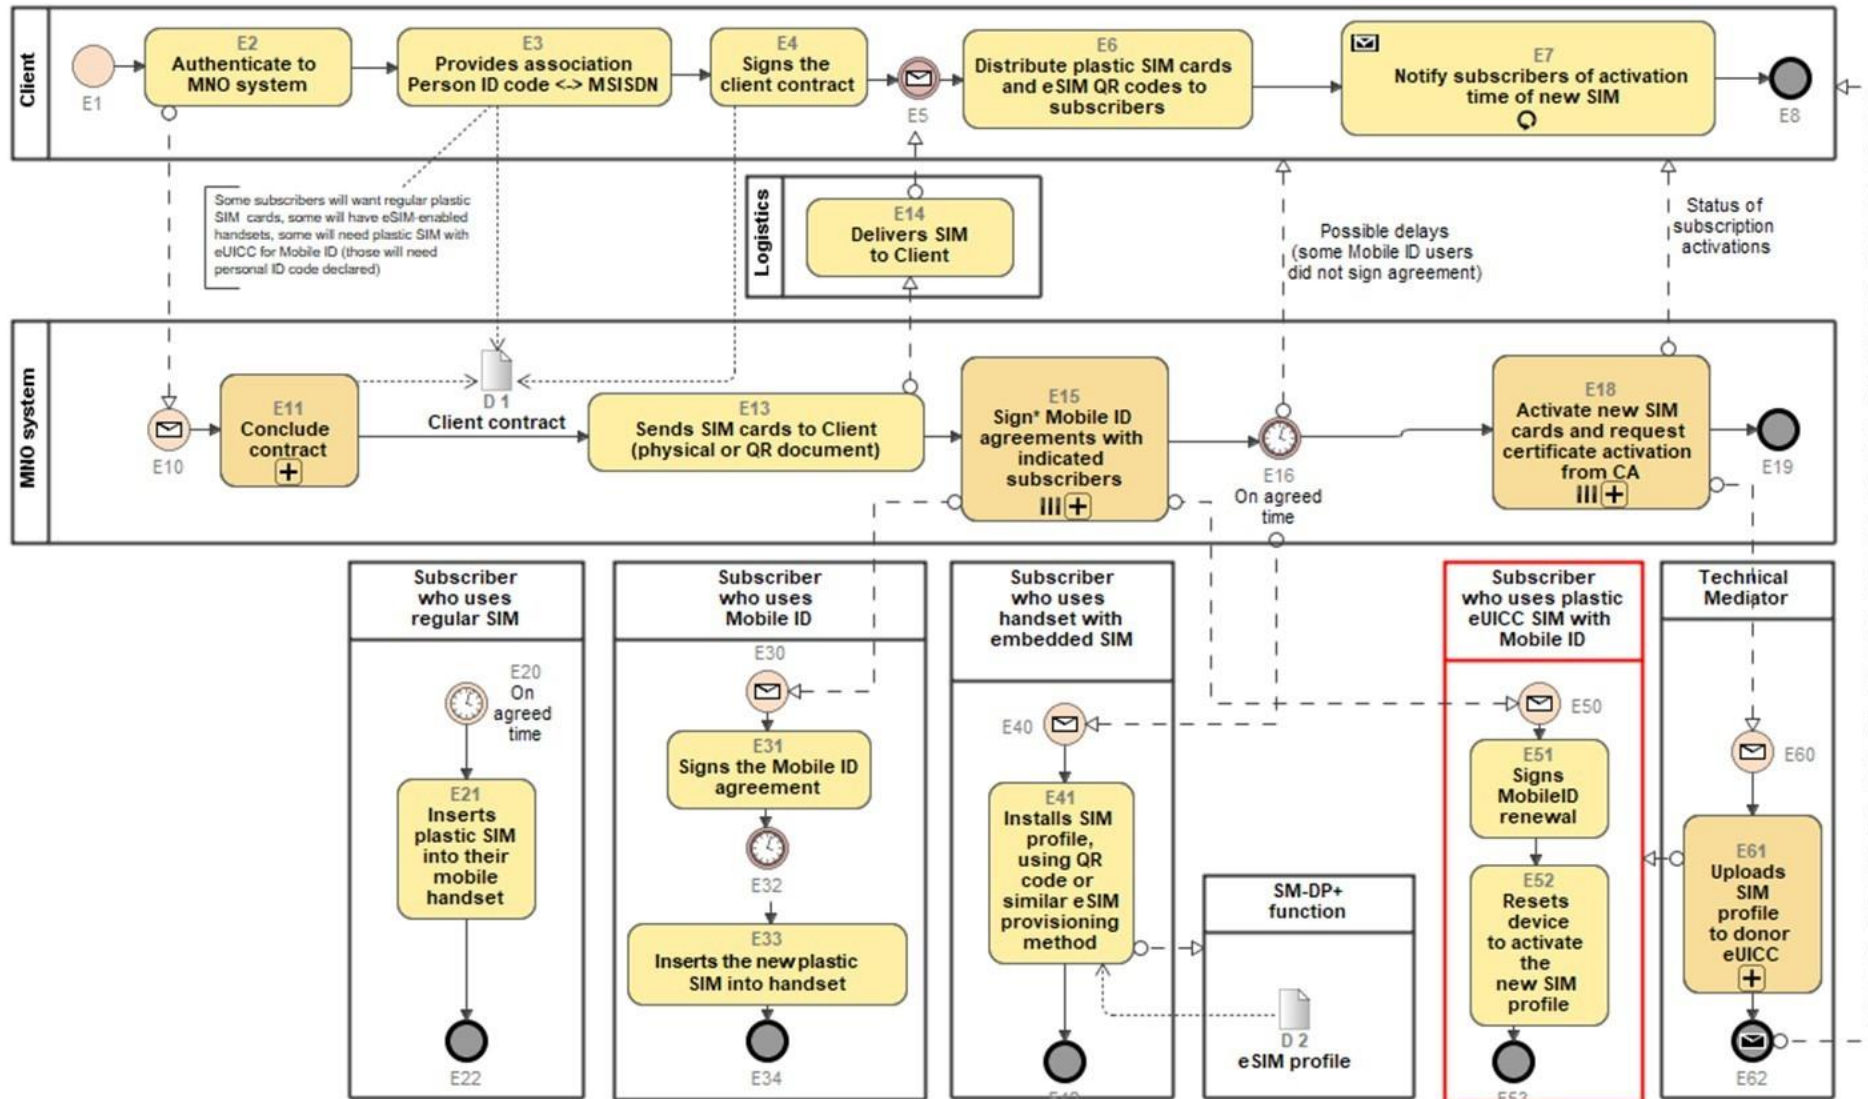 Client
E1
E2
Authenticate to
MNO system
E3
Provides association
Person ID code <-> MSISDN
E4
Signs the
client contract
E5
E6
Distribute plastic SIM cards
and eSIM QR codes to
subscribers
E7
Notify subscribers of activation
time of new SIM
E8
Some subscribers will want regular plastic
SIM cards, some will have eSIM-enabled
handsets, some will need plastic SIM with
eUICC for Mobile ID (those will need
personal ID code declared)
Logistics
E14
Delivers SIM
to Client
Possible delays
(some Mobile ID users
did not sign agreement)
Status of
subscription
activations
MNO system
E10
E11
Conclude
contract
D 1
Client contract
E13
Sends SIM cards to Client
(physical or QR document)
E15
Sign* Mobile ID
agreements with
indicated
subscribers
E16
On agreed
time
E18
Activate new SIM
cards and request
certificate activation
from CA
E19
Subscriber
who uses
regular SIM
E20
On
agreed
time
E21
Inserts
plastic SIM
into their
mobile
handset
E22
Subscriber
who uses
Mobile ID
E30
E31
Signs the Mobile ID
agreement
E32
E33
Inserts the new plastic
SIM into handset
E34
Subscriber
who uses
handset with
embedded SIM
E40
E41
Installs SIM
profile,
using QR
code or
similar eSIM
provisioning
method
SM-DP+
function
D 2
eSIM profile
Subscriber
who uses plastic
eUICC SIM with
Mobile ID
E50
E51
Signs
MobileID
renewal
E52
Resets
device
to activate
the
new SIM
profile
E53
Technical
Mediator
E60
E61
Uploads
SIM
profile
to donor
eUICC
E62